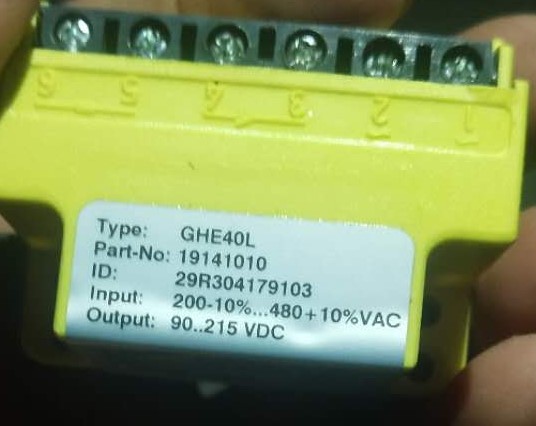 6 5 4 3 2 1
Type: GHE40L
Part-No: 19141010
ID: 29R304179103
Input: 200-10%...480+10%VAC
Output: 90..215 VDC